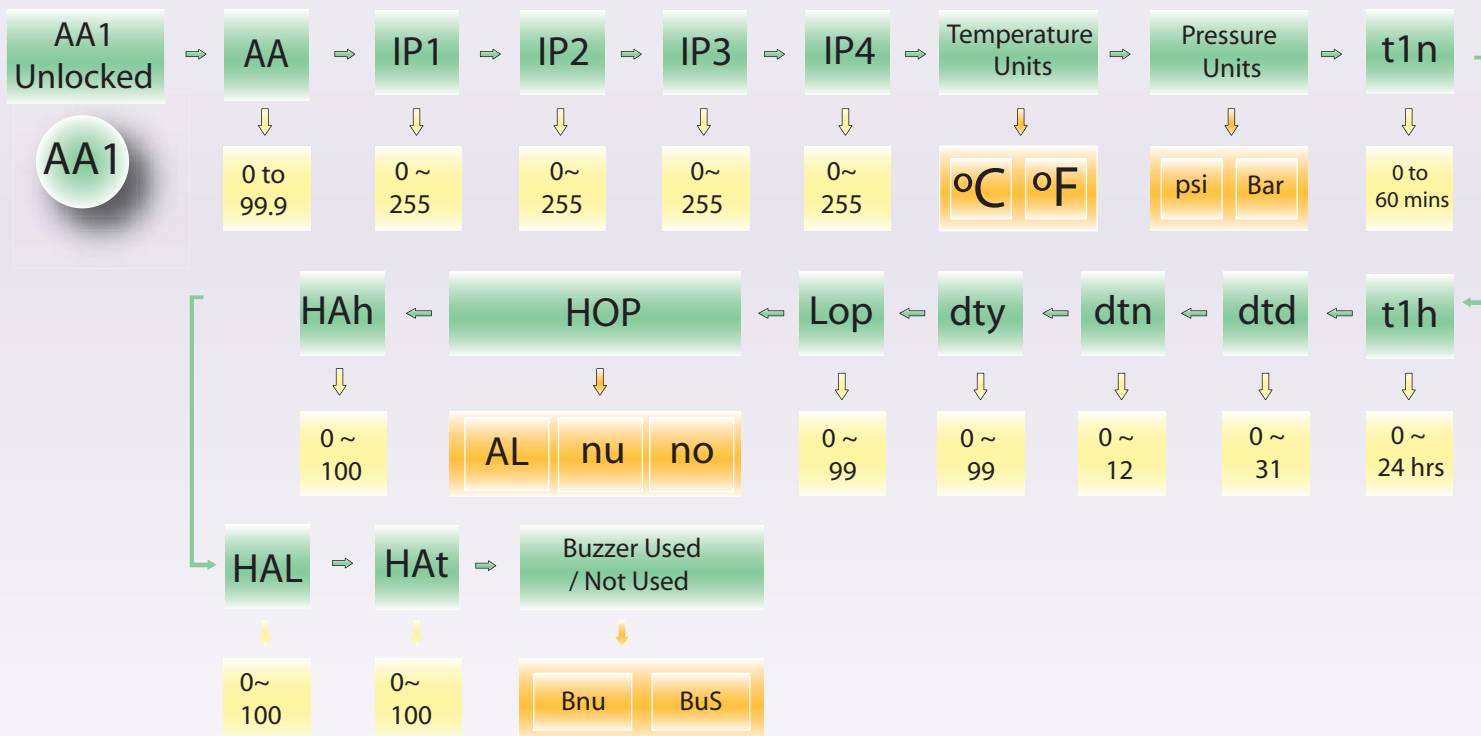 AA1
Unlocked
AA
IP1
IP2
IP3
IP4
Temperature
Units
Pressure
Units
t1n
AA1
0 to
99.9
0 ~
255
0~
255
0~
255
0~
255
ºC ºF
psi Bar
0 to
60 mins
HAh
HOP
Lop
dty
dtn
dtd
t1h
0 ~
100
AL nu no
0 ~
99
0 ~
99
0 ~
12
0 ~
31
0 ~
24 hrs
HAL
HAt
Buzzer Used
/ Not Used
0~
100
0~
100
Bnu BuS